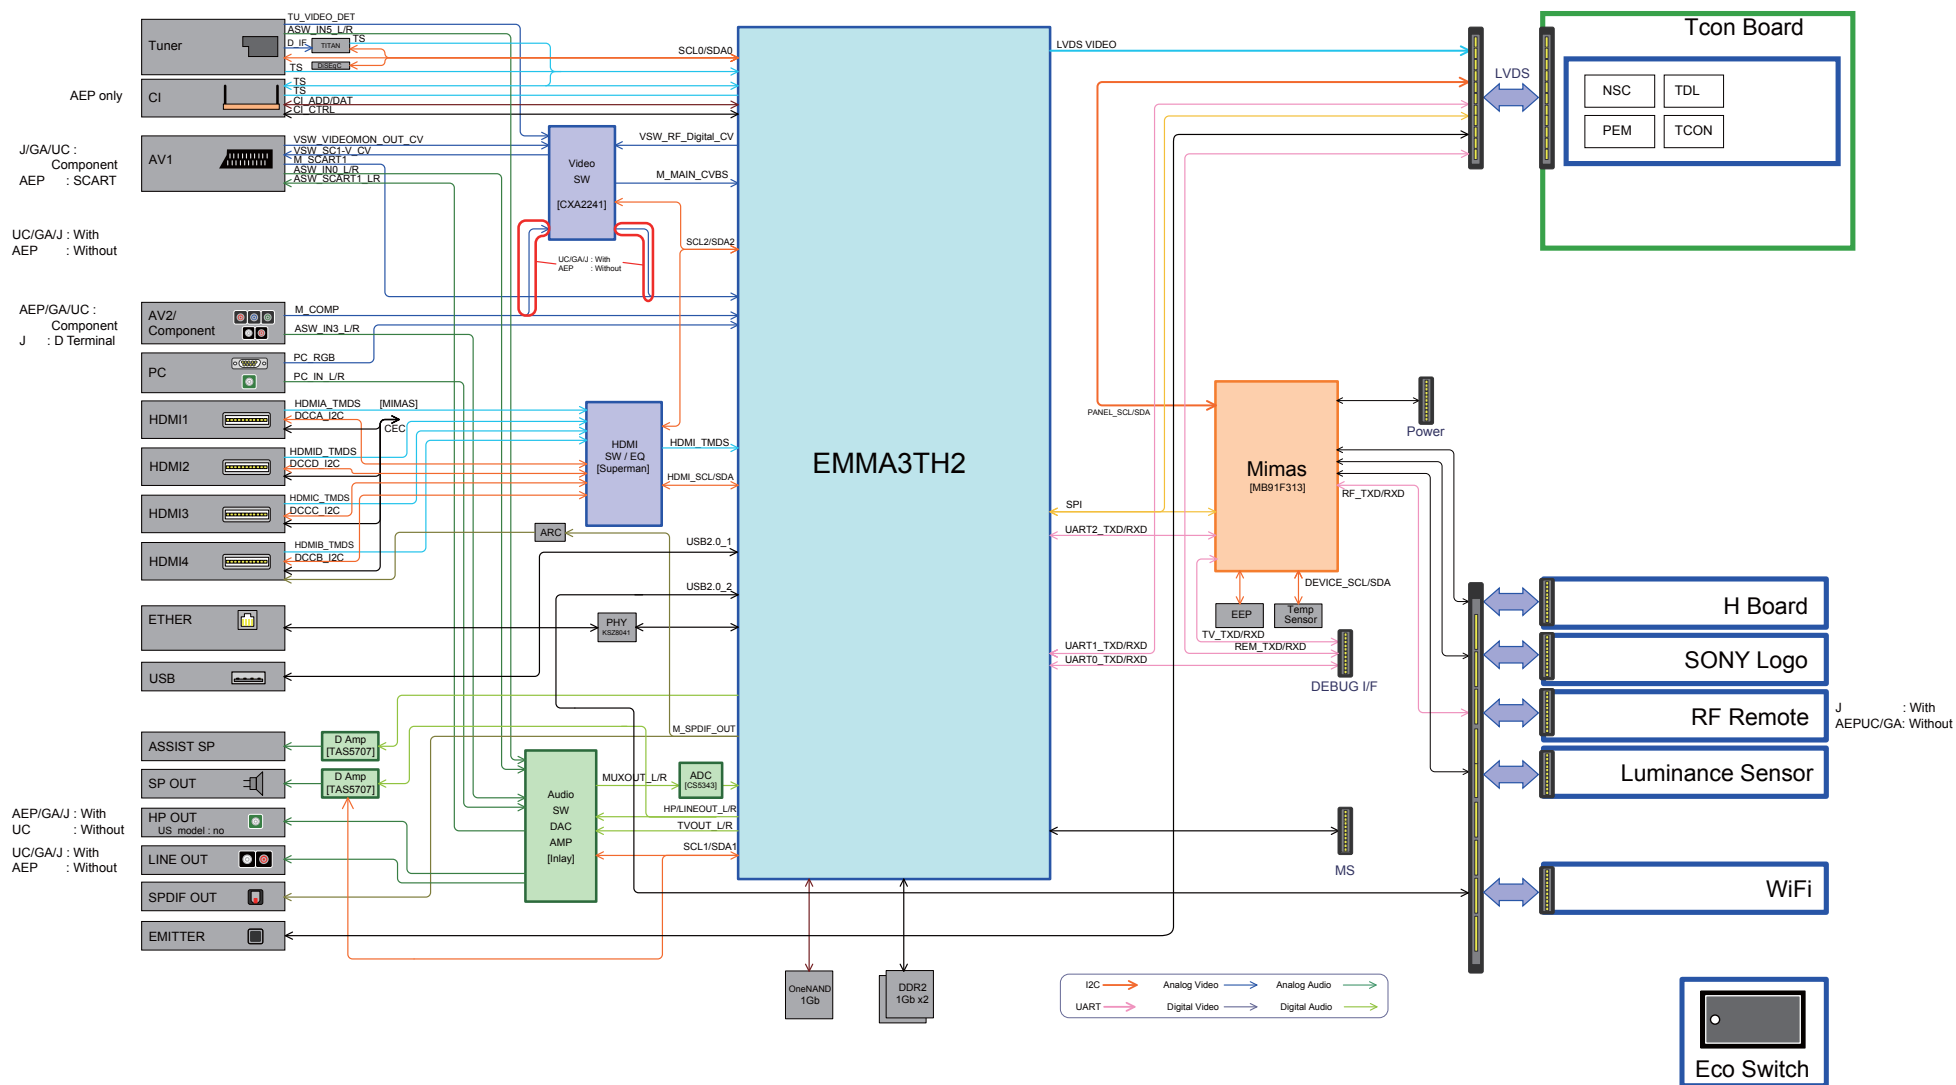 Tuner
TU_VIDEO_DET
ASW_IN5_L/R
D_IF
TITAN
TS
DiSEqC
TS
SCL0/SDA0
AEP only
CI
TS
TS
CI_ADD/DAT
CI_CTRL
J/GA/UC :
Component
AEP : SCART
AV1
VSW_VIDEOMON_OUT_CV
VSW_SC1-V_CV
M_SCART1
ASW_IN0_L/R
ASW_SCART1_LR
Video
SW
[CXA2241]
VSW_RF_Digital_CV
M_MAIN_CVBS
SCL2/SDA2
UC/GA/J : With
AEP : Without
UC/GA/J : With
AEP : Without
AEP/GA/UC :
Component
J : D Terminal
AV2/
Component
M_COMP
ASW_IN3_L/R
PC
PC_RGB
PC_IN_L/R
HDMI1
HDMIA_TMDS
[MIMAS]
DCCA_I2C
CEC
HDMI2
HDMID_TMDS
DCCD_I2C
HDMI3
HDMIC_TMDS
DCCC_I2C
HDMI4
HDMIB_TMDS
DCCB_I2C
HDMI
SW / EQ
[Superman]
HDMI_TMDS
HDMI_SCL/SDA
ARC
USB2.0_1
USB2.0_2
ETHER
PHY
KSZ8041
USB
ASSIST SP
D Amp
[TAS5707]
SP OUT
D Amp
[TAS5707]
AEP/GA/J : With
UC : Without
HP OUT
US model : no
UC/GA/J : With
AEP : Without
LINE OUT
SPDIF OUT
EMITTER
M_SPDIF_OUT
Audio
SW
DAC
AMP
[Inlay]
MUXOUT_L/R
ADC
[CS5343]
HP/LINEOUT_L/R
TVOUT_L/R
SCL1/SDA1
EMMA3TH2
OneNAND
1Gb
DDR2
1Gb x2
LVDS VIDEO
PANEL_SCL/SDA
SPI
UART2_TXD/RXD
UART1_TXD/RXD
UART0_TXD/RXD
Mimas
[MB91F313]
Power
RF_TXD/RXD
DEVICE_SCL/SDA
EEP
Temp
Sensor
TV_TXD/RXD
REM_TXD/RXD
DEBUG I/F
MS
LVDS
Tcon Board
NSC
TDL
PEM
TCON
H Board
SONY Logo
RF Remote
J : With
AEPUC/GA: Without
Luminance Sensor
WiFi
Eco Switch
I2C
Analog Video
Analog Audio
UART
Digital Video
Digital Audio